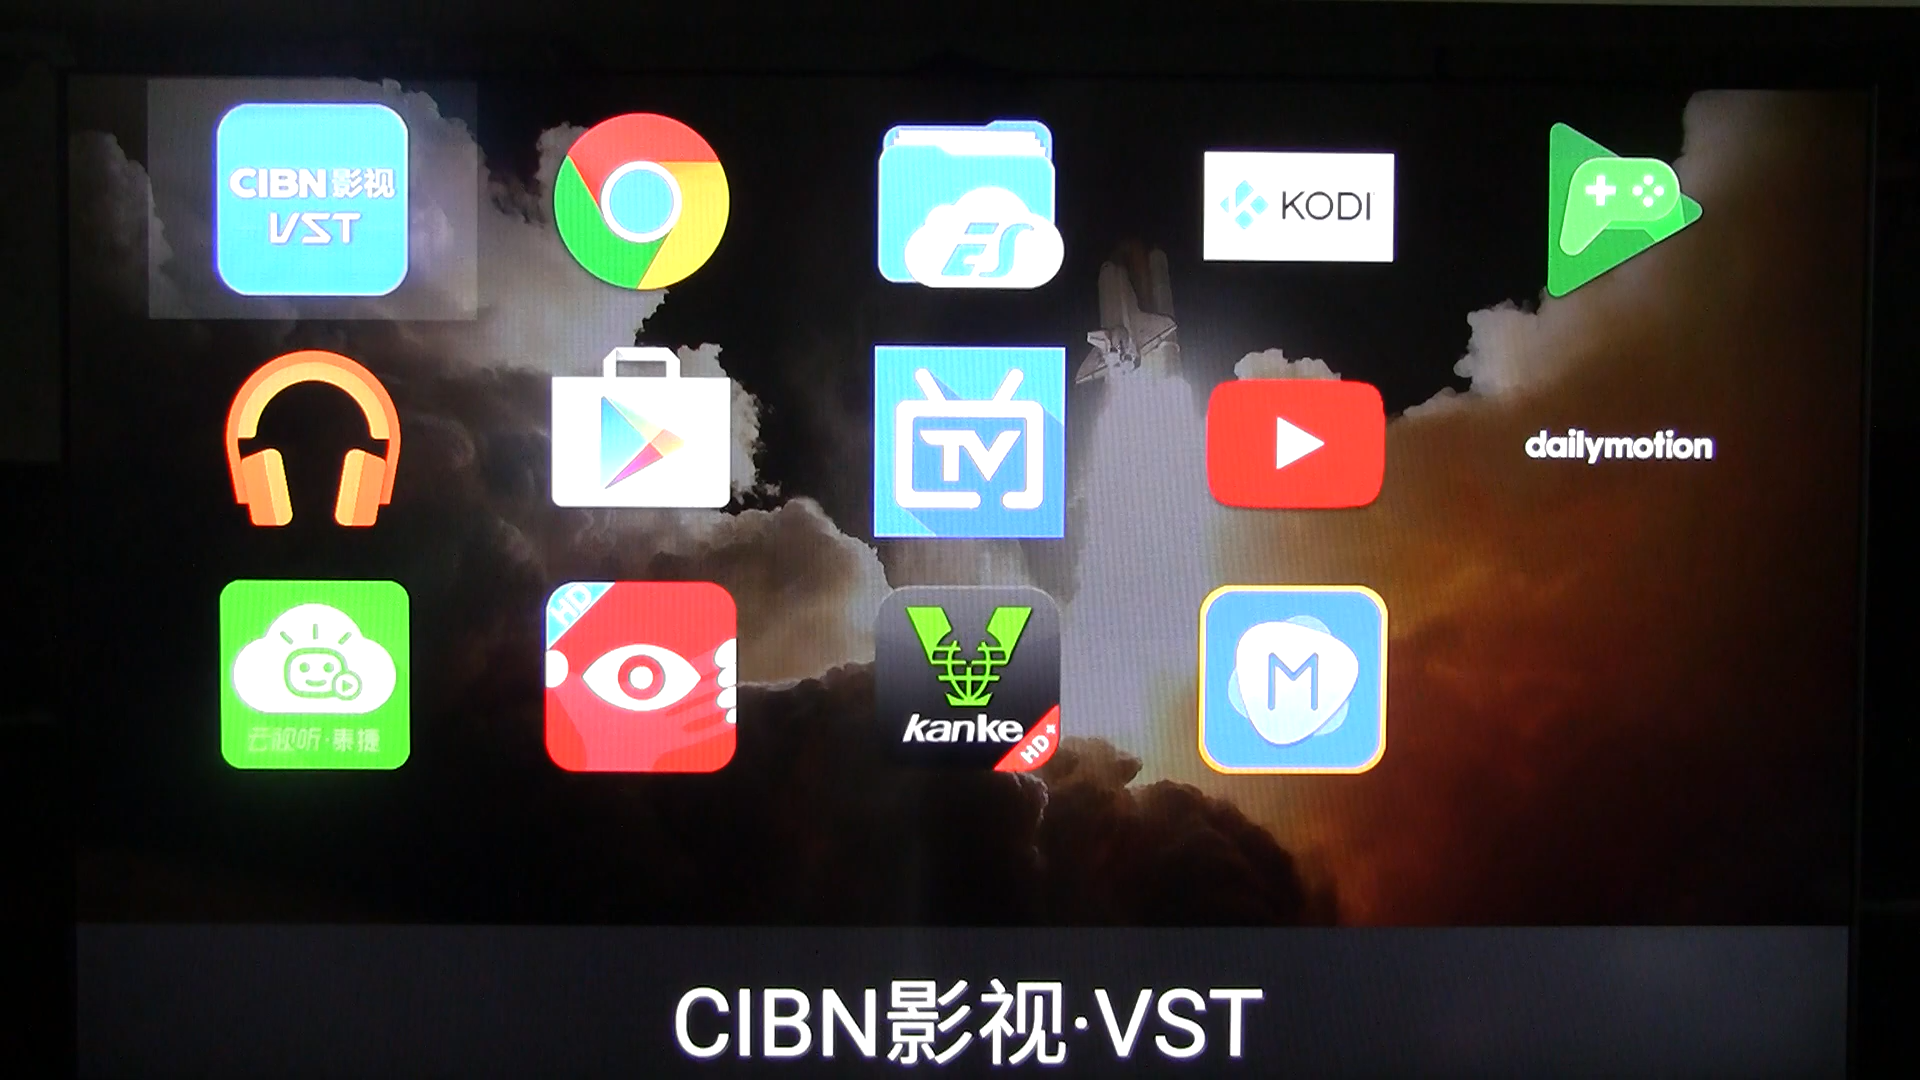 CIBN影视
VST
ES
KODI
TV
dailymotion
云视听·泰捷
HD
kanke
HD+
M
CIBN影视·VST